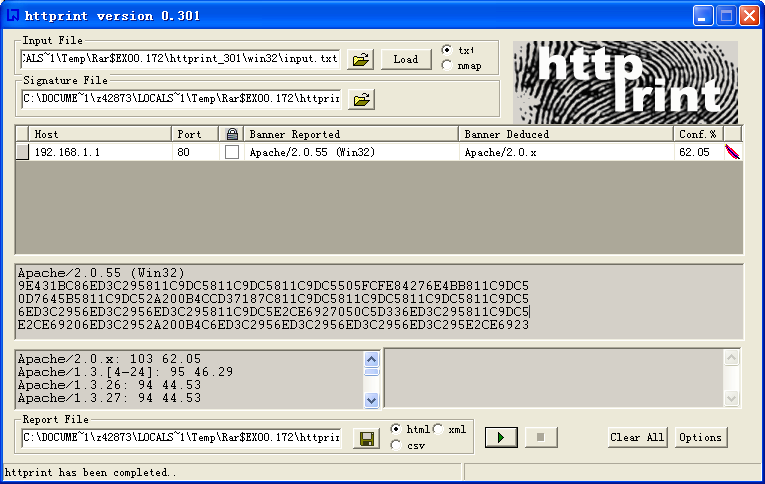 httprint version 0.301
Input File
CALS~1\Temp\Rar$EX00.172\httprint_301\win32\input.txt
Load
txt
nmap
Signature File
C:\DOCUME~1\z42873\LOCALS~1\Temp\Rar$EX00.172\httprin
http
print
Host Port Banner Reported Banner Deduced Conf.%
192.168.1.1 80 Apache/2.0.55 (Win32) Apache/2.0.x 62.05
Apache/2.0.55 (Win32)
9E431BC86ED3C295811C9DC5811C9DC5811C9DC5505FCFE84276E4BB811C9DC5
0D7645B5811C9DC52A200B4CCD37187C811C9DC5811C9DC5811C9DC5811C9DC5
6ED3C2956ED3C2956ED3C295811C9DC5E2CE6927050C5D336ED3C295811C9DC5
E2CE69206ED3C2952A200B4C6ED3C2956ED3C2956ED3C2956ED3C295E2CE6923
Apache/2.0.x: 103 62.05
Apache/1.3.[4-24]: 95 46.29
Apache/1.3.26: 94 44.53
Apache/1.3.27: 94 44.53
Report File
C:\DOCUME~1\z42873\LOCALS~1\Temp\Rar$EX00.172\httprin
html xml
csv
Clear All Options
httprint has been completed..